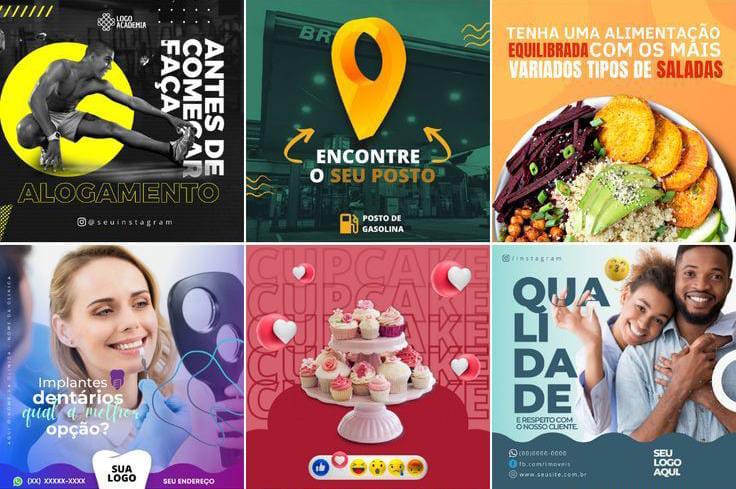 LOGO
ACADEMIA
ANTES DE
COMEÇAR
FAÇA
ALOGAMENTO
@seuinstagram
BR
ENCONTRE
O SEU POSTO
POSTO DE
GASOLINA
TENHA UMA ALIMENTAÇÃO
EQUILIBRADA COM OS MAIS
VARIADOS TIPOS DE SALADAS
AQUI O NOME DA CLINICA
NOME DA CLINICA
Implantes
dentários
qual a melhor
opção?
(XX) XXXXX-XXXX
SUA
LOGO
SEU ENDEREÇO
CUPCAKE
CUPCAKE
CUPCAKE
CUPCAKE
CUPCAKE
/instagram
QUA
LI
DA
DE
E RESPEITO COM
O NOSSO CLIENTE.
(00)0000-0000
fb.com/imoveis
www.seusite.com.br
SEU
LOGO
AQUI.